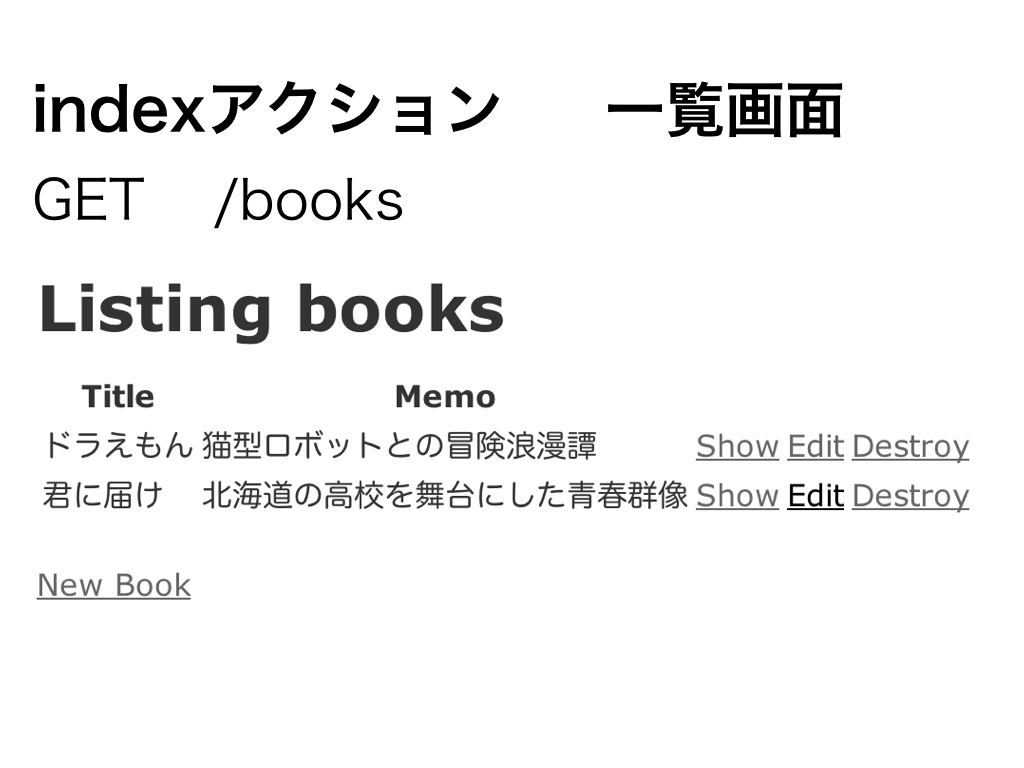 indexアクション　一覧画面
GET　/books
Listing books
Title Memo
ドラえもん 猫型ロボットとの冒険浪漫譚 Show Edit Destroy
君に届け 北海道の高校を舞台にした青春群像 Show Edit Destroy
New Book